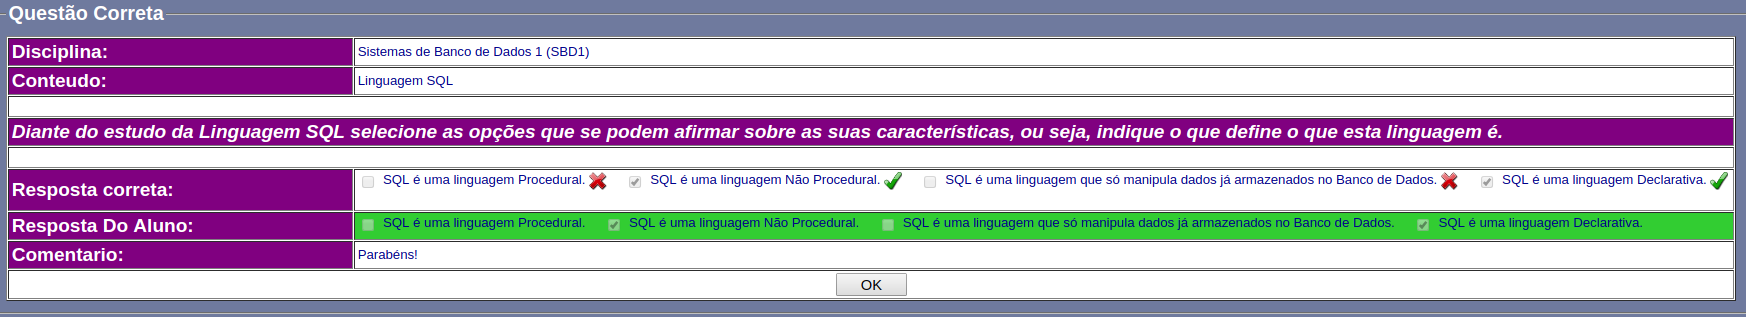 Questão Correta
Disciplina: Sistemas de Banco de Dados 1 (SBD1)
Conteudo: Linguagem SQL
Diante do estudo da Linguagem SQL selecione as opções que se podem afirmar sobre as suas características, ou seja, indique o que define o que esta linguagem é.
Resposta correta: SQL é uma linguagem Procedural. SQL é uma linguagem Não Procedural. SQL é uma linguagem que só manipula dados já armazenados no Banco de Dados. SQL é uma linguagem Declarativa.
Resposta Do Aluno: SQL é uma linguagem Procedural. SQL é uma linguagem Não Procedural. SQL é uma linguagem que só manipula dados já armazenados no Banco de Dados. SQL é uma linguagem Declarativa.
Comentario: Parabéns!
OK